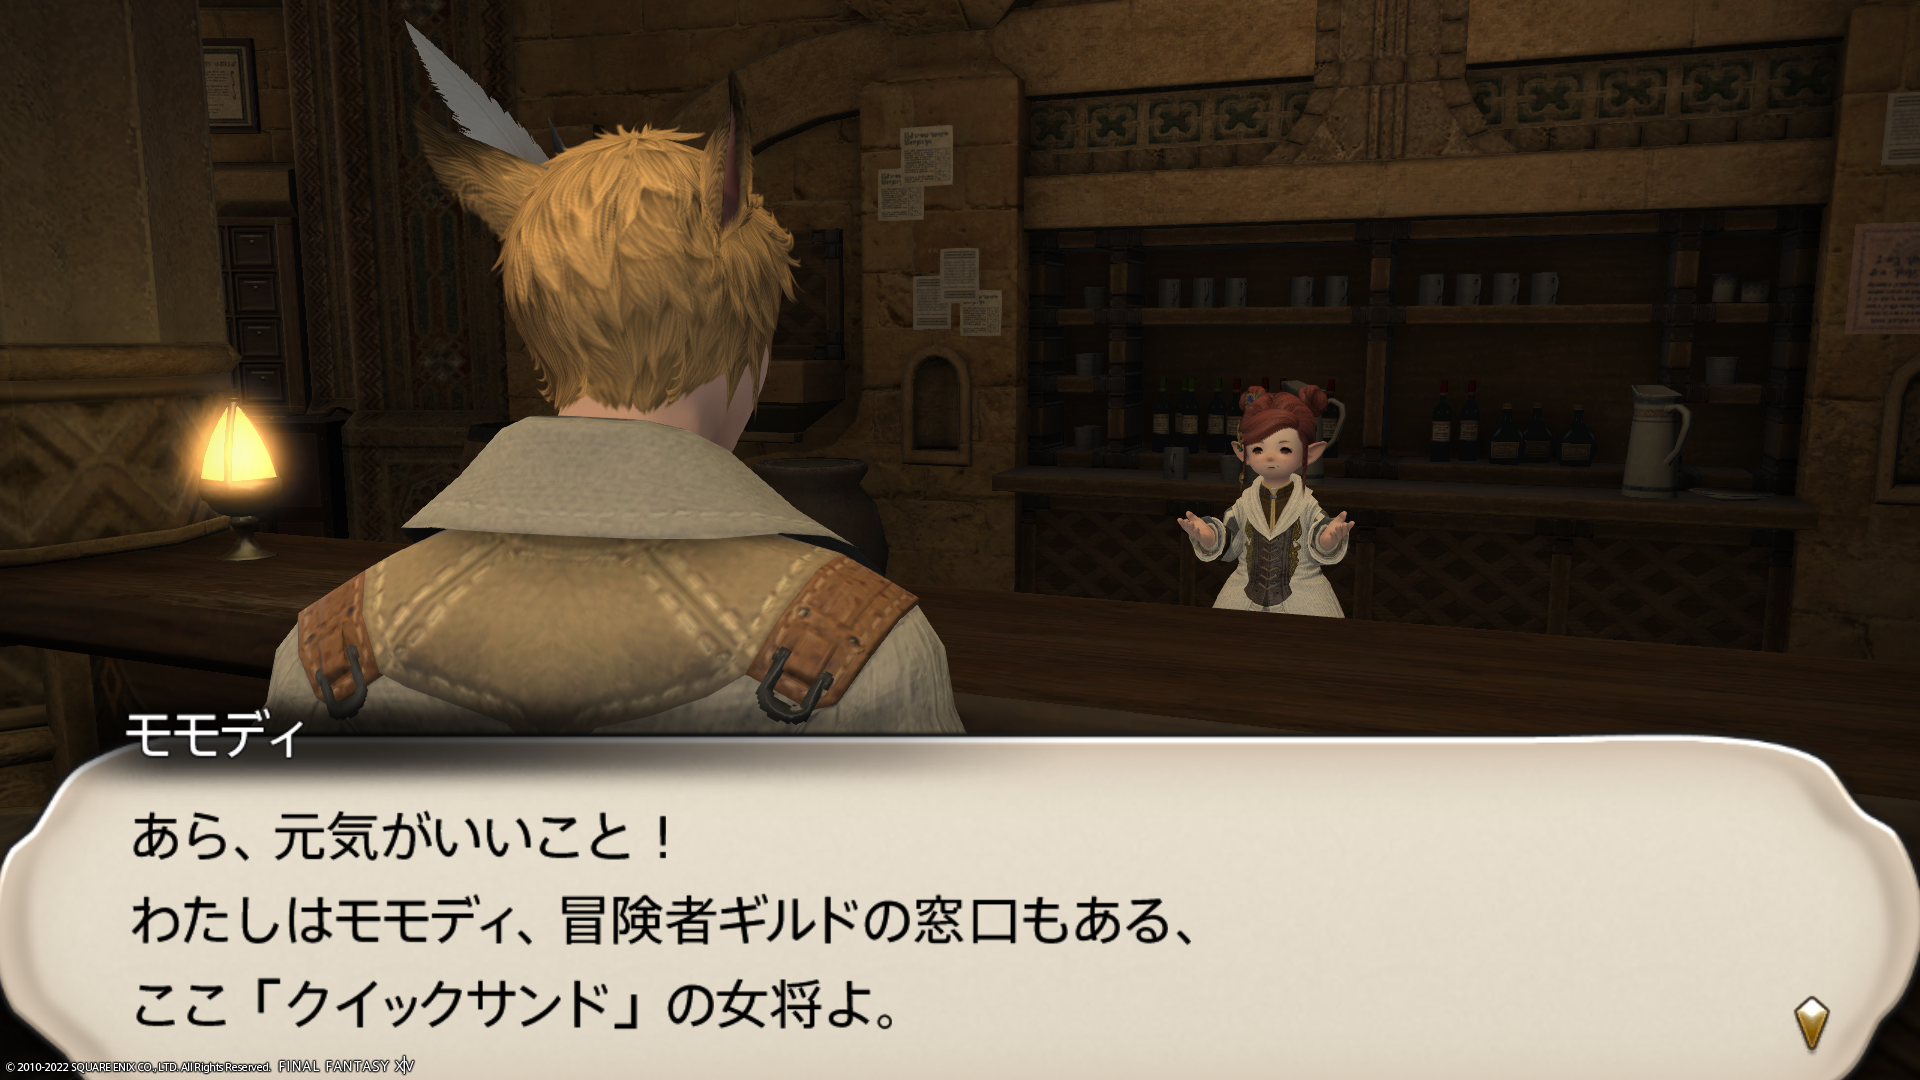 モモディ
あら、元気がいいこと！
わたしはモモディ、冒険者ギルドの窓口もある、
ここ「クイックサンド」の女将よ。
© 2010-2022 SQUARE ENIX CO., LTD. All Rights Reserved. FINAL FANTASY XIV